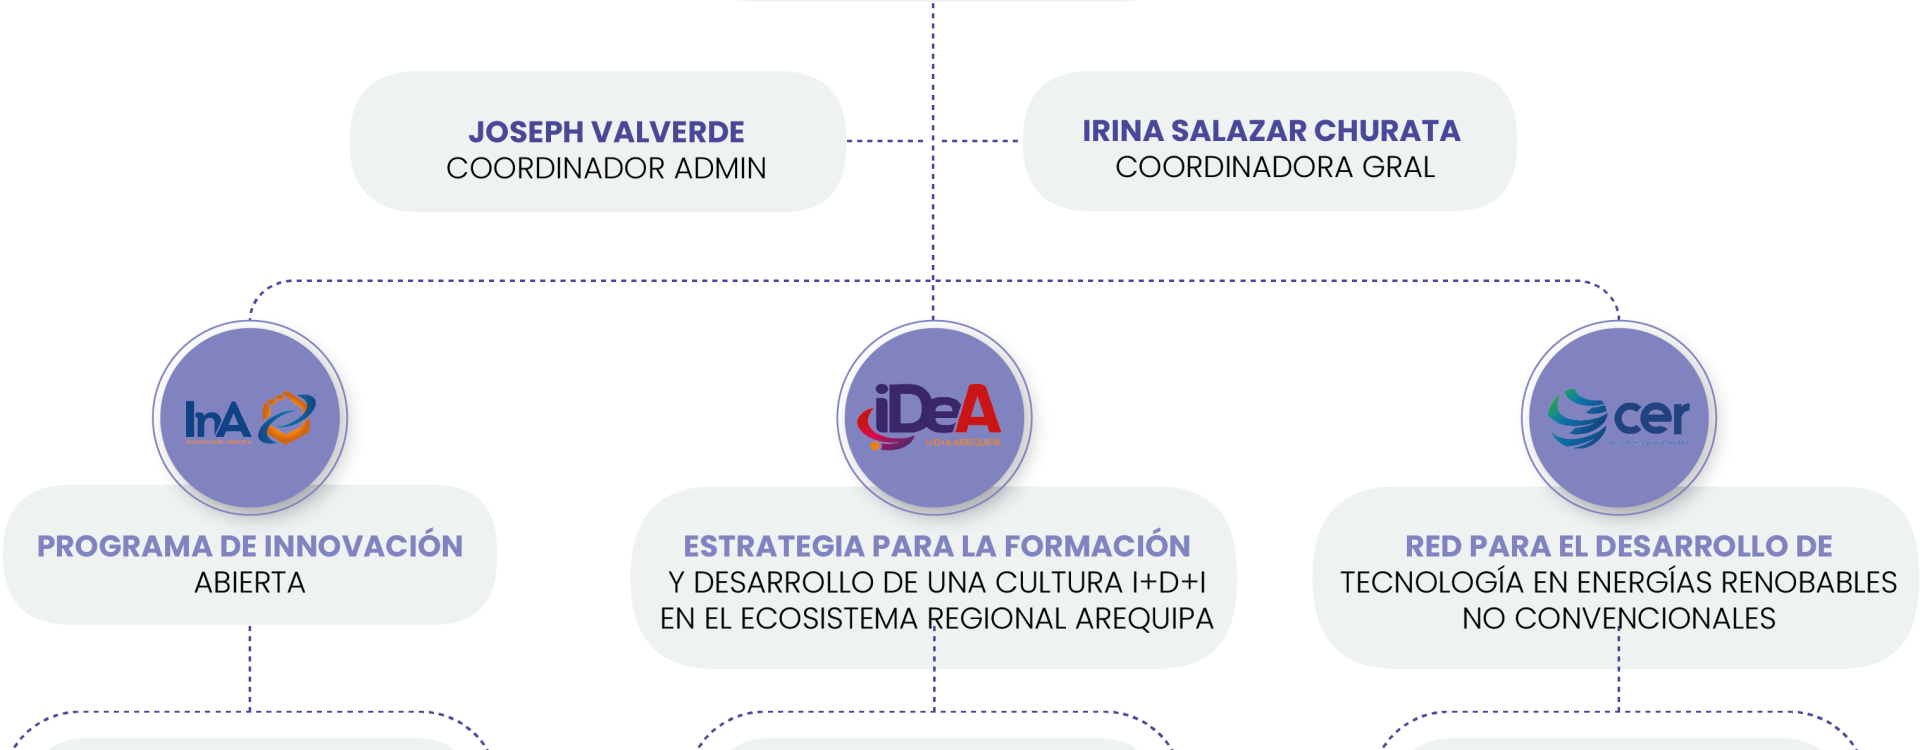 JOSEPH VALVERDE
COORDINADOR ADMIN
IRINA SALAZAR CHURATA
COORDINADORA GRAL
InA
iDeA
I+D+i AREQUIPA
cer
PROGRAMA DE INNOVACIÓN
ABIERTA
ESTRATEGIA PARA LA FORMACIÓN
Y DESARROLLO DE UNA CULTURA I+D+I
EN EL ECOSISTEMA REGIONAL AREQUIPA
RED PARA EL DESARROLLO DE
TECNOLOGÍA EN ENERGÍAS RENOBABLES
NO CONVENCIONALES